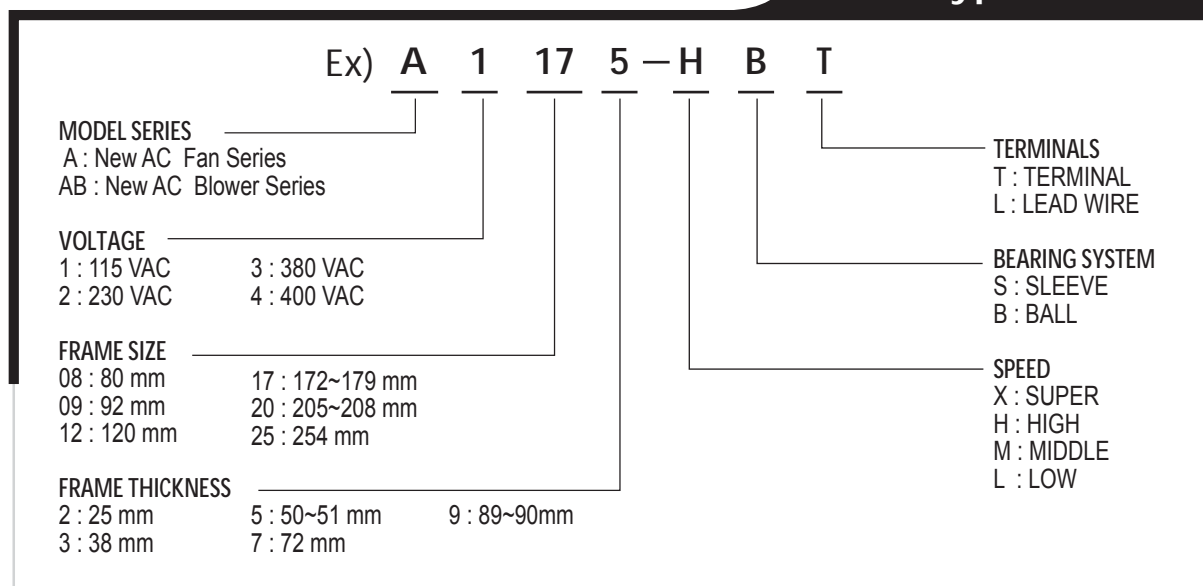 Ex) A 1 17 5 — H B T
MODEL SERIES
A : New AC Fan Series
AB : New AC Blower Series
VOLTAGE
1 : 115 VAC 3 : 380 VAC
2 : 230 VAC 4 : 400 VAC
FRAME SIZE
08 : 80 mm 17 : 172~179 mm
09 : 92 mm 20 : 205~208 mm
12 : 120 mm 25 : 254 mm
FRAME THICKNESS
2 : 25 mm 5 : 50~51 mm 9 : 89~90mm
3 : 38 mm 7 : 72 mm
TERMINALS
T : TERMINAL
L : LEAD WIRE
BEARING SYSTEM
S : SLEEVE
B : BALL
SPEED
X : SUPER
H : HIGH
M : MIDDLE
L : LOW